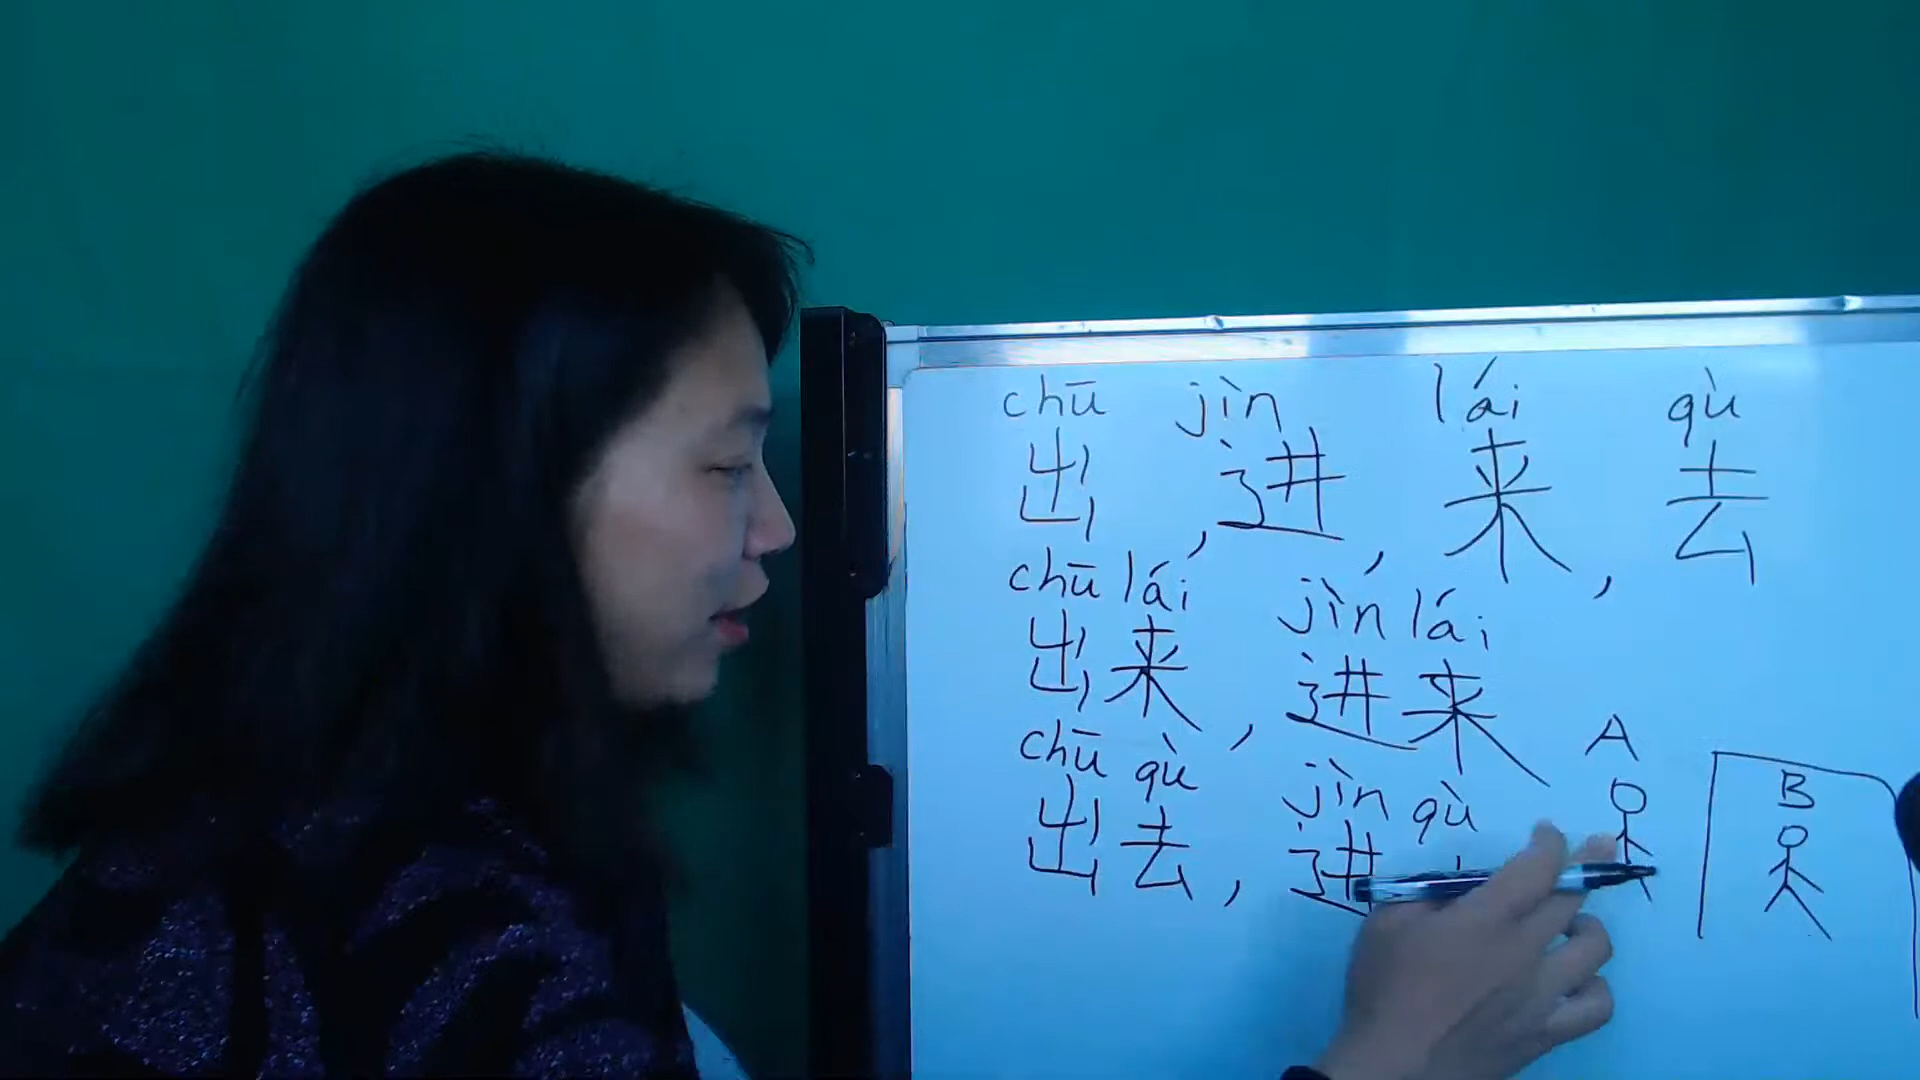 chū jìn lái qù
出,进,来,去
chū lái jìn lái
出来,进来
chū qù jìn qù
出去,进
A
B